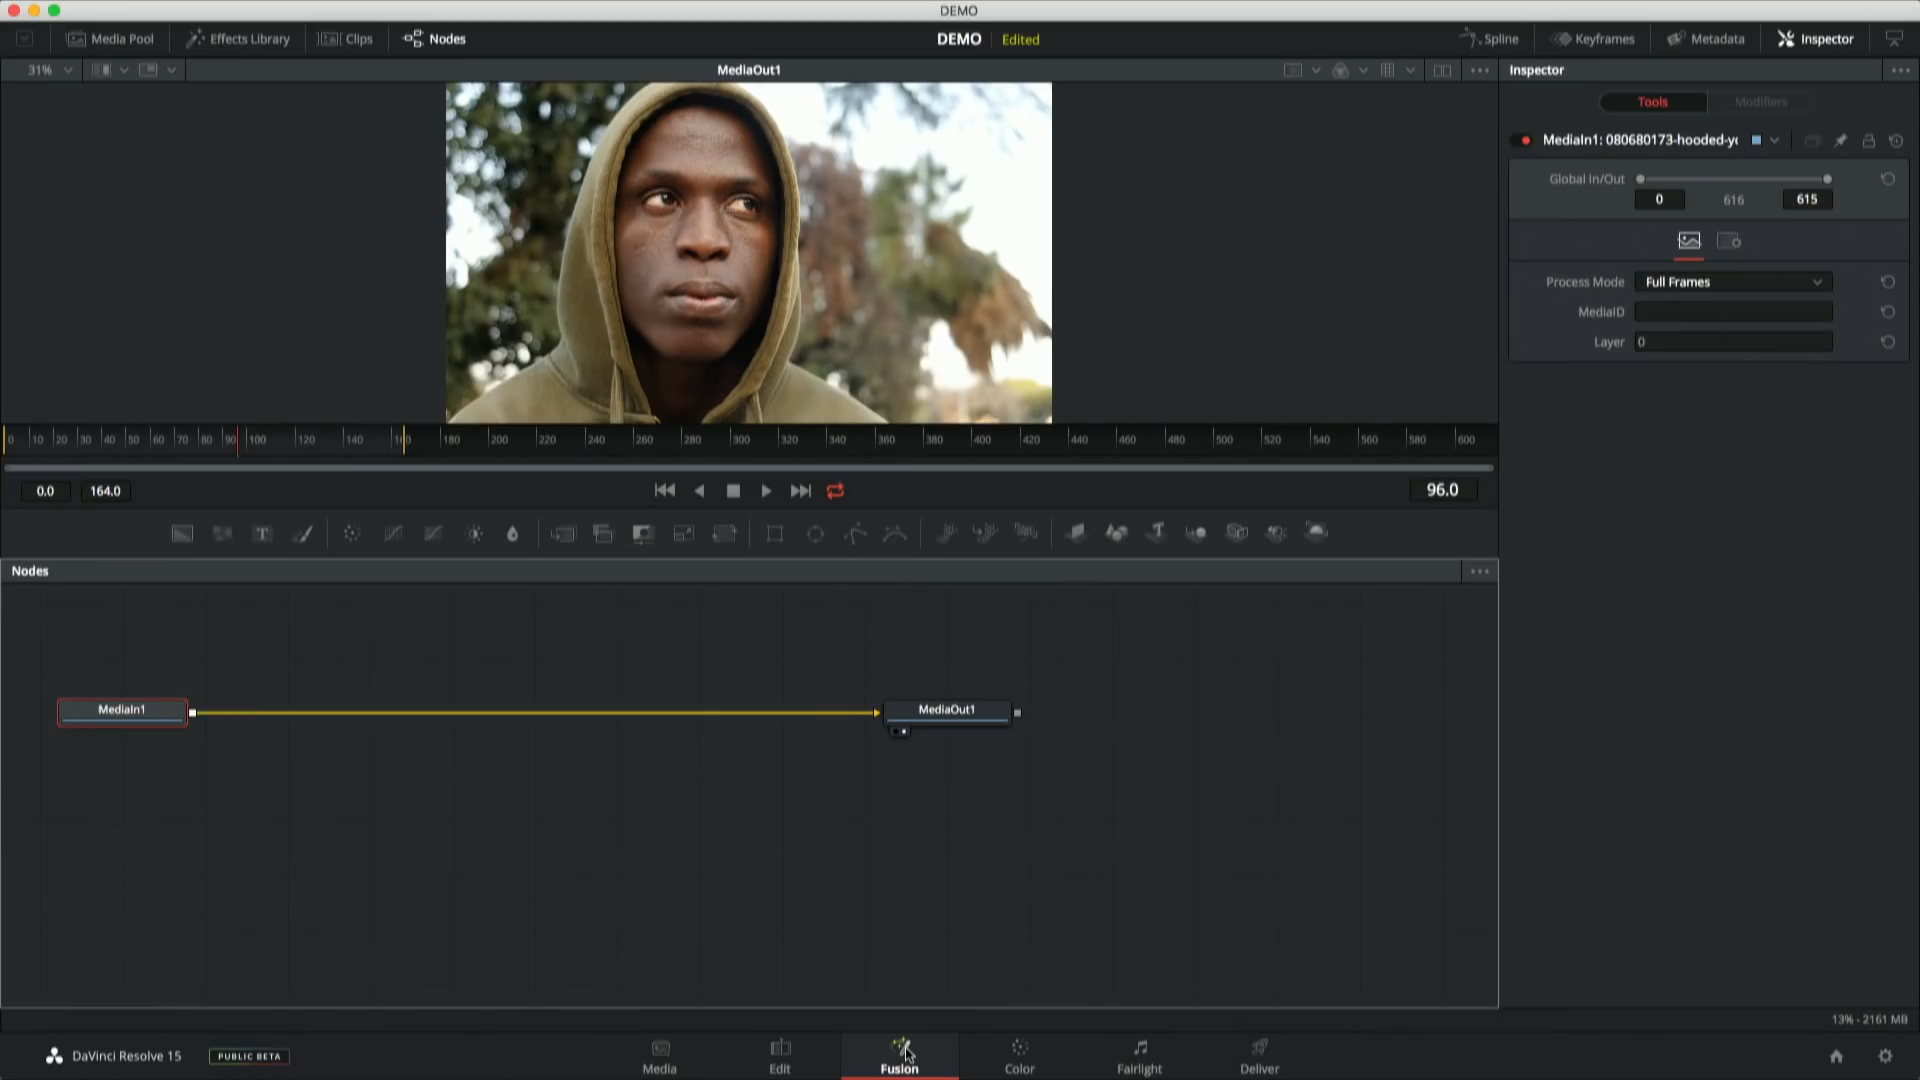 DEMO
Media Pool
Effects Library
Clips
Nodes
DEMO
Edited
Spline
Keyframes
Metadata
Inspector
31%
MediaOut1
Inspector
Tools
Modifiers
MediaIn1: 080680173-hooded-y
Global In/Out
0
616
615
Process Mode
Full Frames
MediaID
Layer
0
0 10 20 30 40 50 60 70 80 90 100 120 140 180 200 220 240 260 280 300 320 340 360 380 400 420 440 460 480 500 520 540 560 580 600
0.0
164.0
96.0
T
Nodes
MediaIn1
MediaOut1
13% - 2161 MB
DaVinci Resolve 15
PUBLIC BETA
Media
Edit
Fusion
Color
Fairlight
Deliver